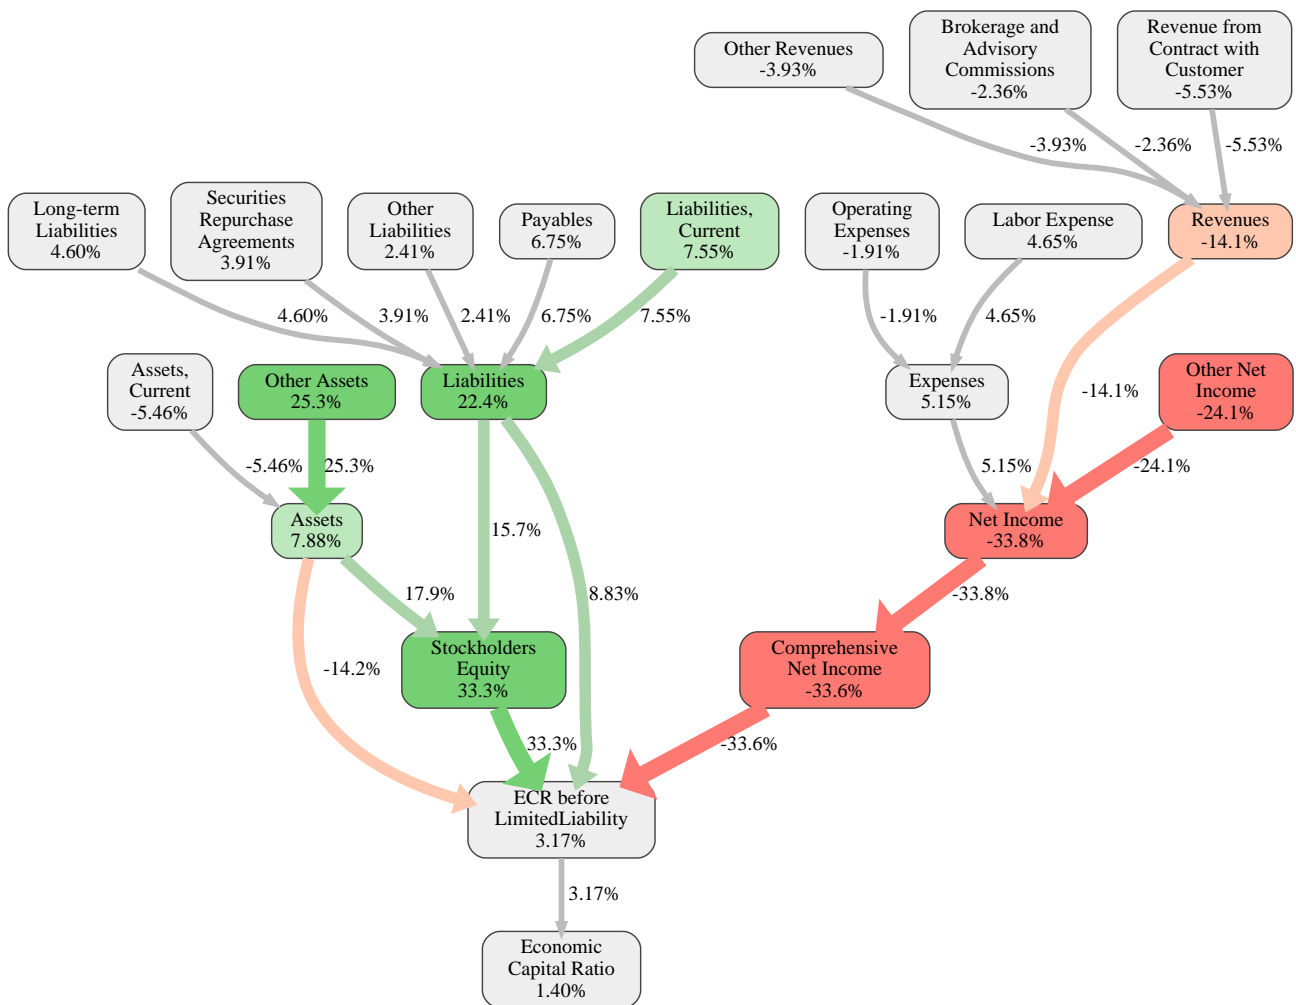 Other Revenues
-3.93%
Brokerage and
Advisory
Commissions
-2.36%
Revenue from
Contract with
Customer
-5.53%
-3.93%
-2.36%
-5.53%
Long-term
Liabilities
4.60%
Securities
Repurchase
Agreements
3.91%
Other
Liabilities
2.41%
Payables
6.75%
Liabilities,
Current
7.55%
Operating
Expenses
-1.91%
Labor Expense
4.65%
Revenues
-14.1%
4.60%
3.91%
2.41%
6.75%
7.55%
-1.91%
4.65%
-14.1%
Assets,
Current
-5.46%
Other Assets
25.3%
Liabilities
22.4%
Expenses
5.15%
Other Net
Income
-24.1%
-5.46%
25.3%
15.7%
8.83%
5.15%
-24.1%
Assets
7.88%
Net Income
-33.8%
17.9%
-33.8%
-14.2%
Stockholders
Equity
33.3%
Comprehensive
Net Income
-33.6%
33.3%
-33.6%
ECR before
LimitedLiability
3.17%
3.17%
Economic
Capital Ratio
1.40%